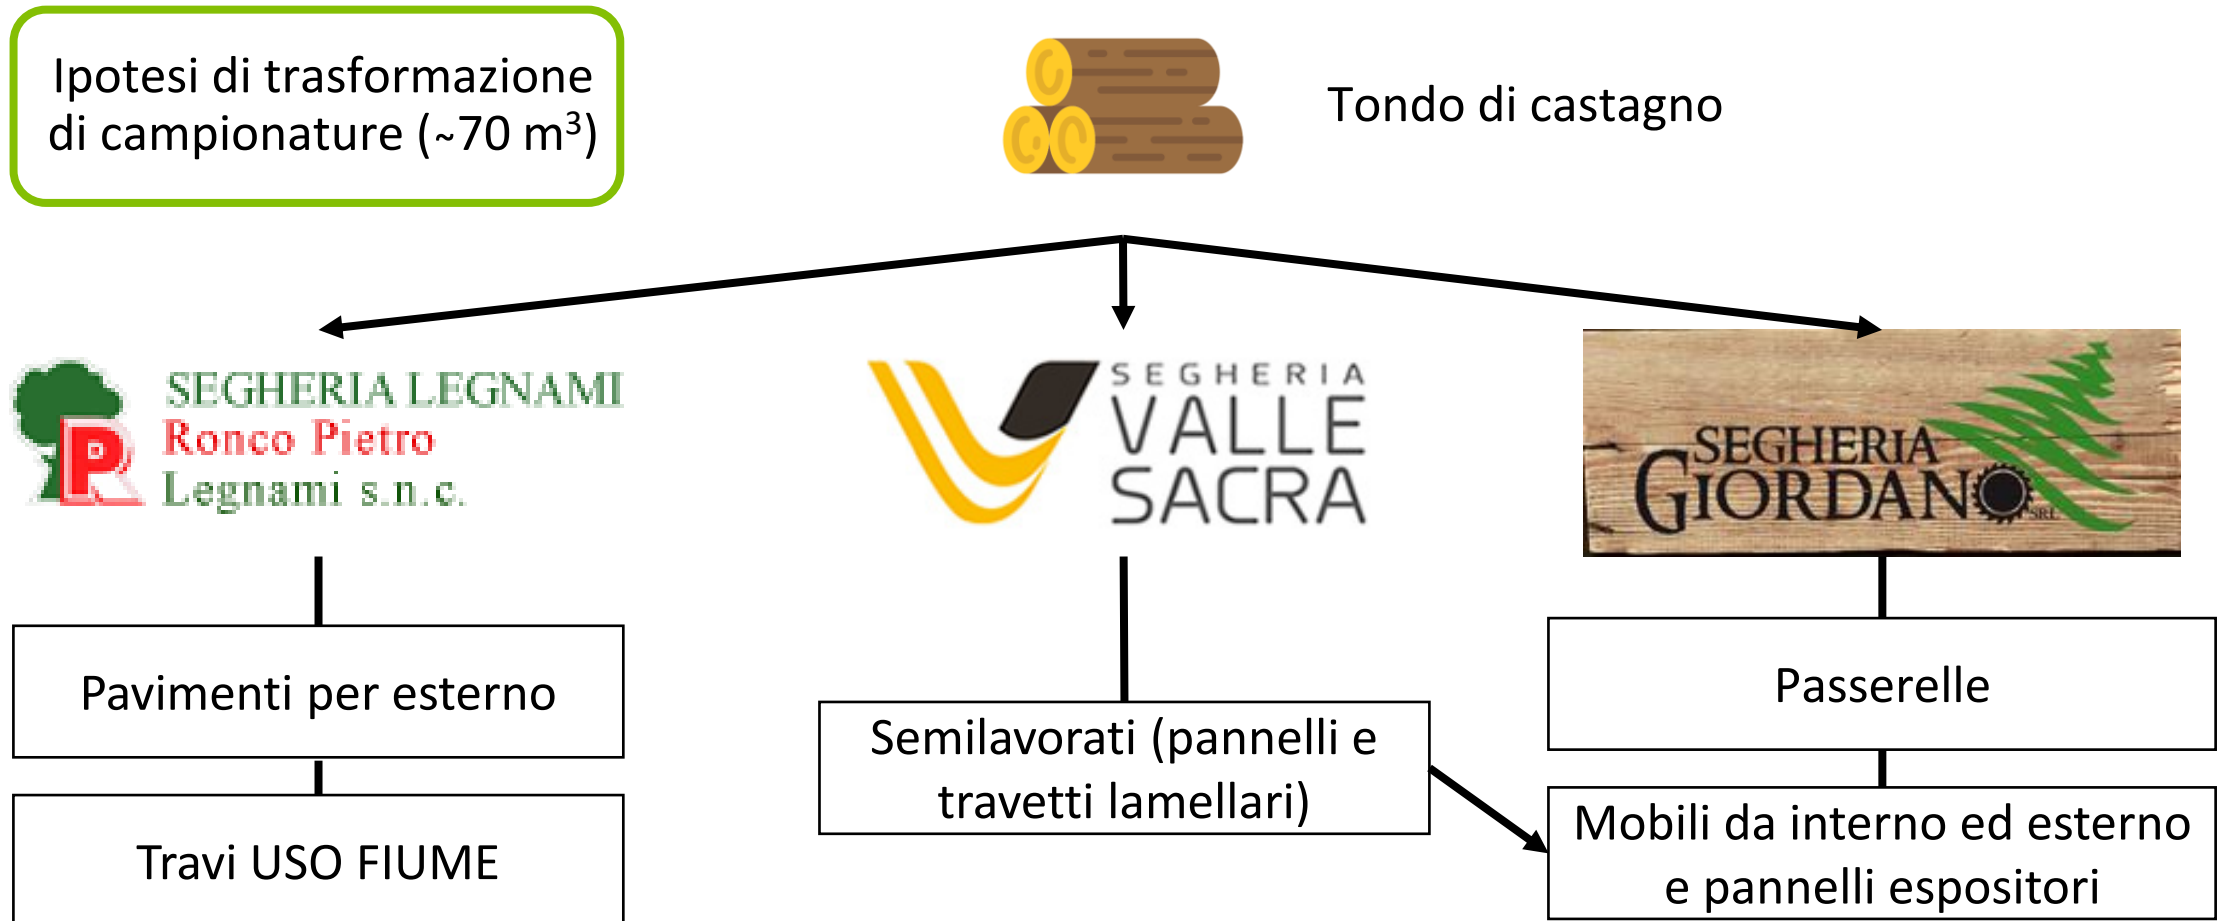 Ipotesi di trasformazione
di campionature (~70 m³)
Tondo di castagno
SEGHERIA LEGNAMI
Ronco Pietro
Legnami s.n.c.
R
SEGHERIA
VALLE
SACRA
SEGHERIA
GIORDANO
SRL
Pavimenti per esterno
Travi USO FIUME
Semilavorati (pannelli e
travetti lamellari)
Passerelle
Mobili da interno ed esterno
e pannelli espositori